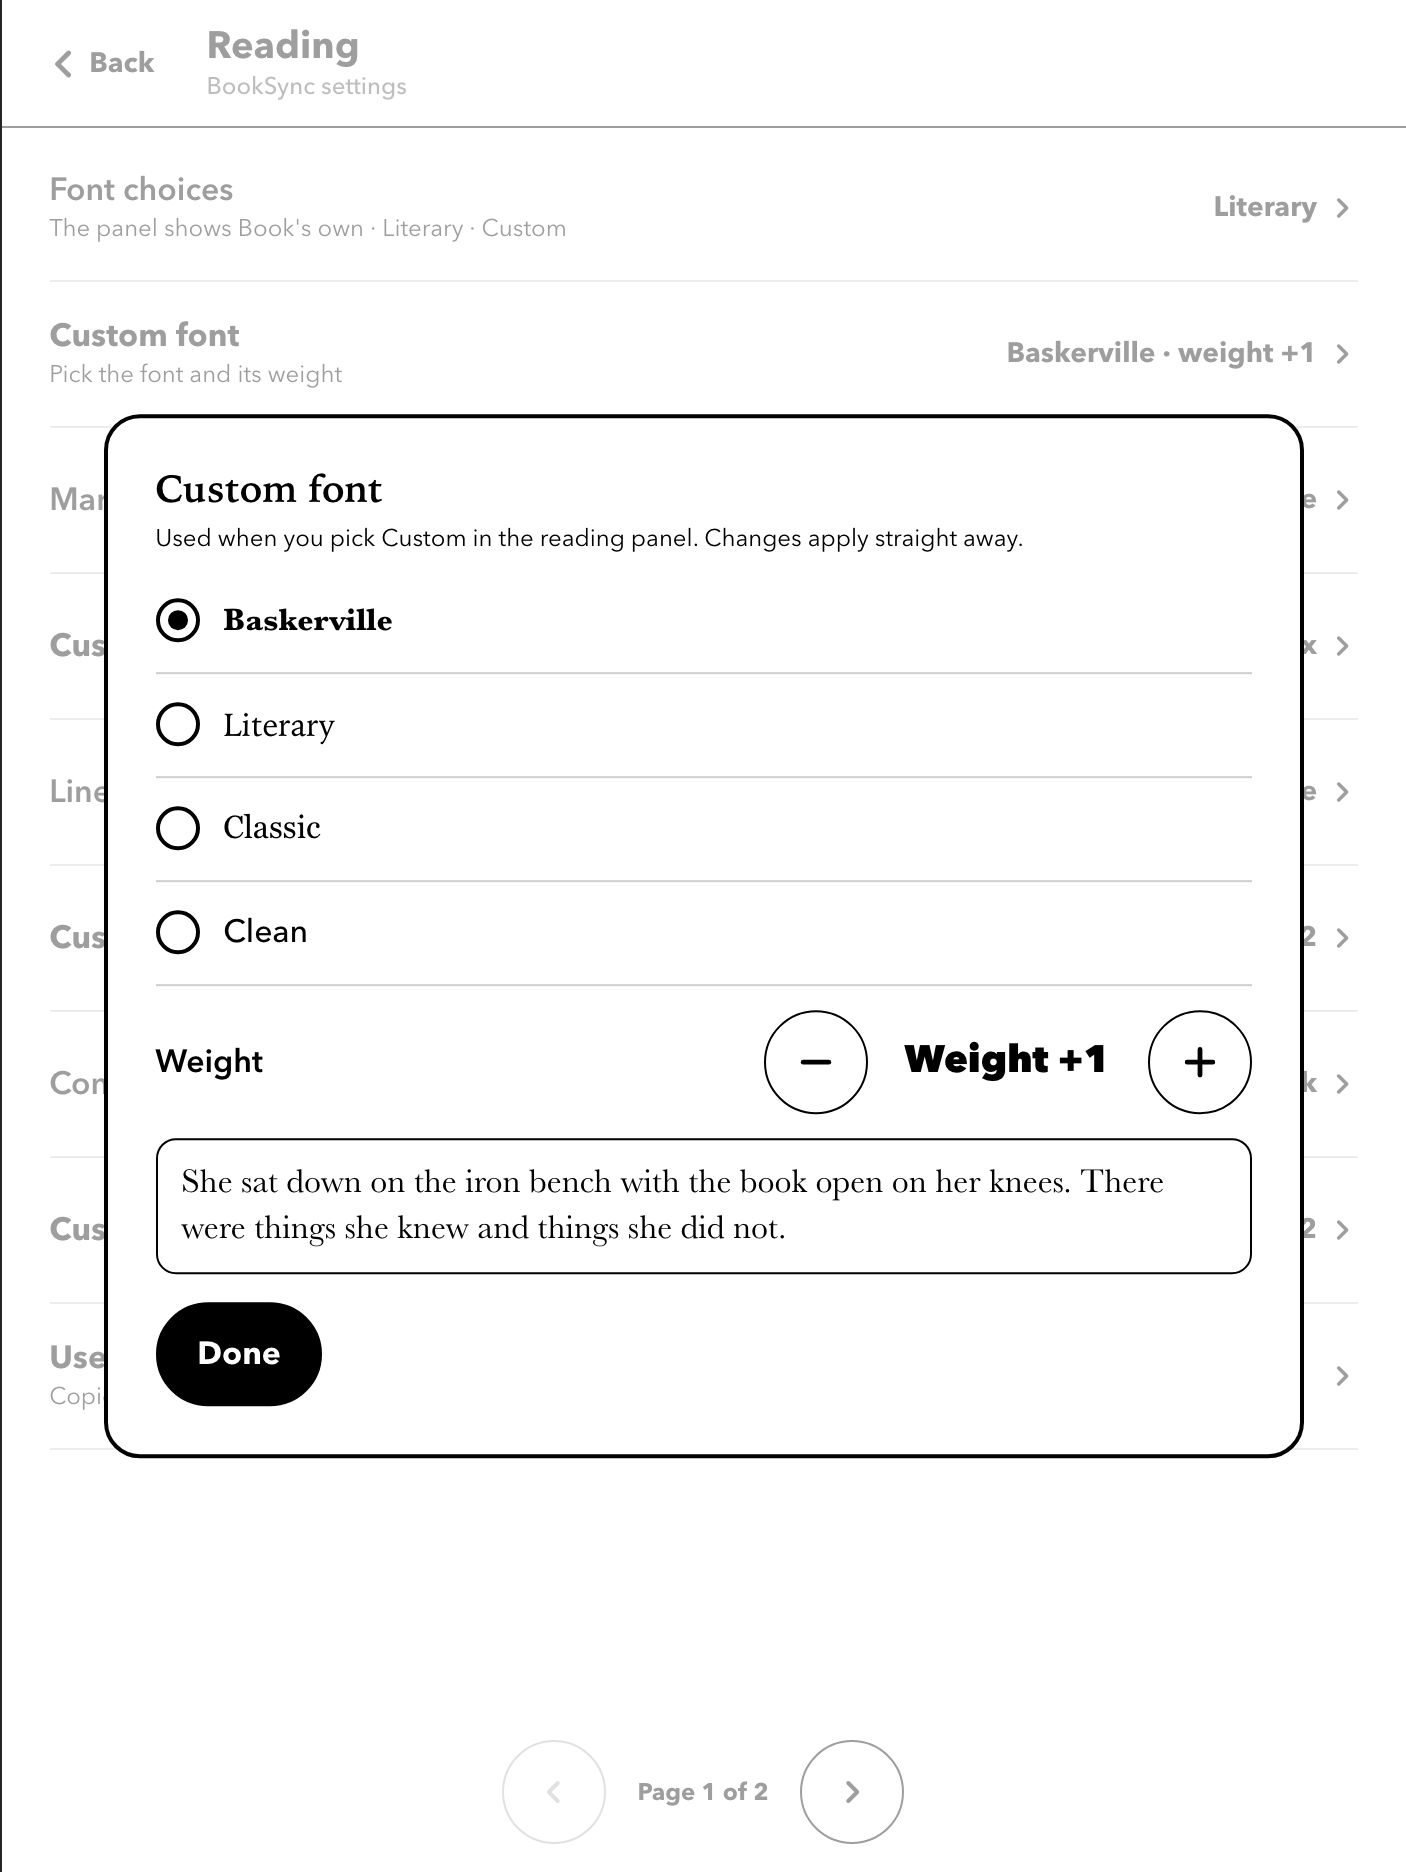 Back
Reading
BookSync settings
Font choices
The panel shows Book's own · Literary · Custom
Literary
Custom font
Pick the font and its weight
Baskerville · weight +1
Custom font
Used when you pick Custom in the reading panel. Changes apply straight away.
Baskerville
Literary
Classic
Clean
Weight
Weight +1
She sat down on the iron bench with the book open on her knees. There
were things she knew and things she did not.
Done
Page 1 of 2